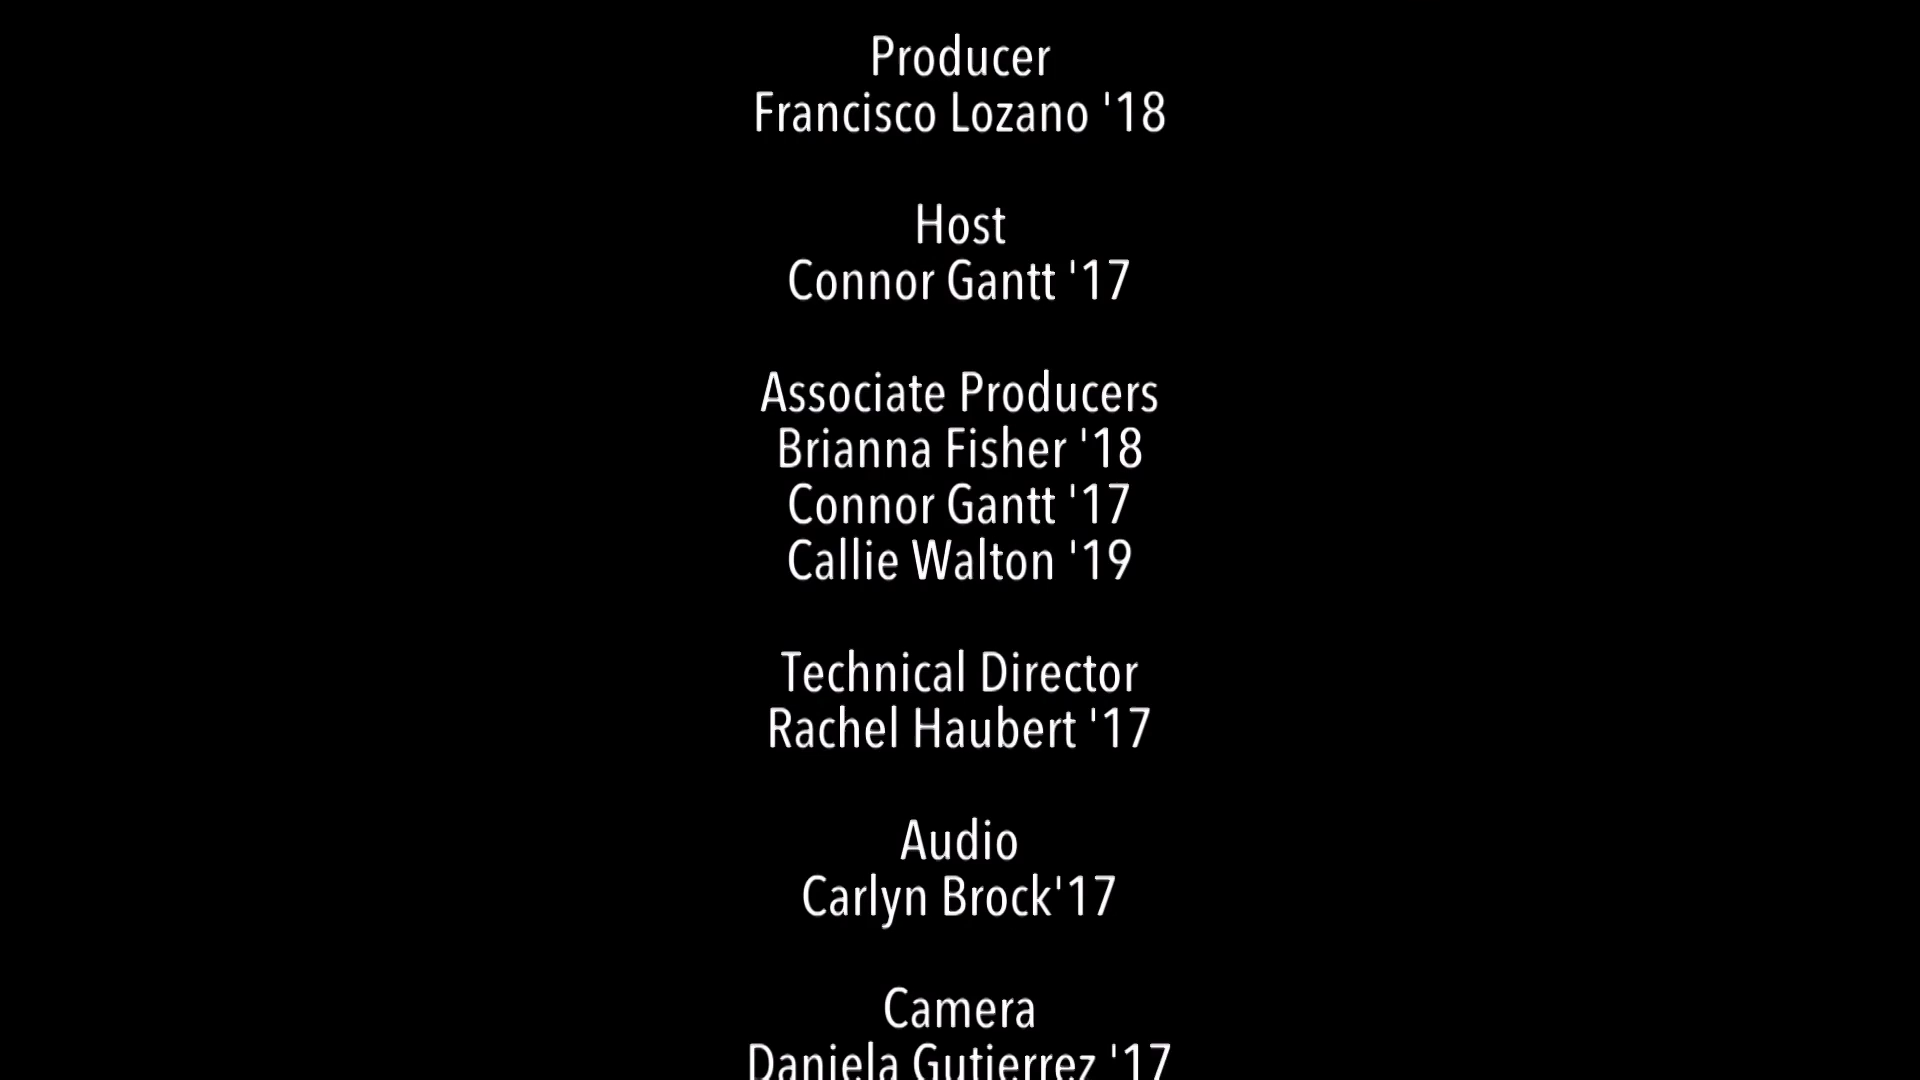 Producer
Francisco Lozano '18
Host
Connor Gantt '17
Associate Producers
Brianna Fisher '18
Connor Gantt '17
Callie Walton '19
Technical Director
Rachel Haubert '17
Audio
Carlyn Brock'17
Camera
Daniela Gutierrez '17